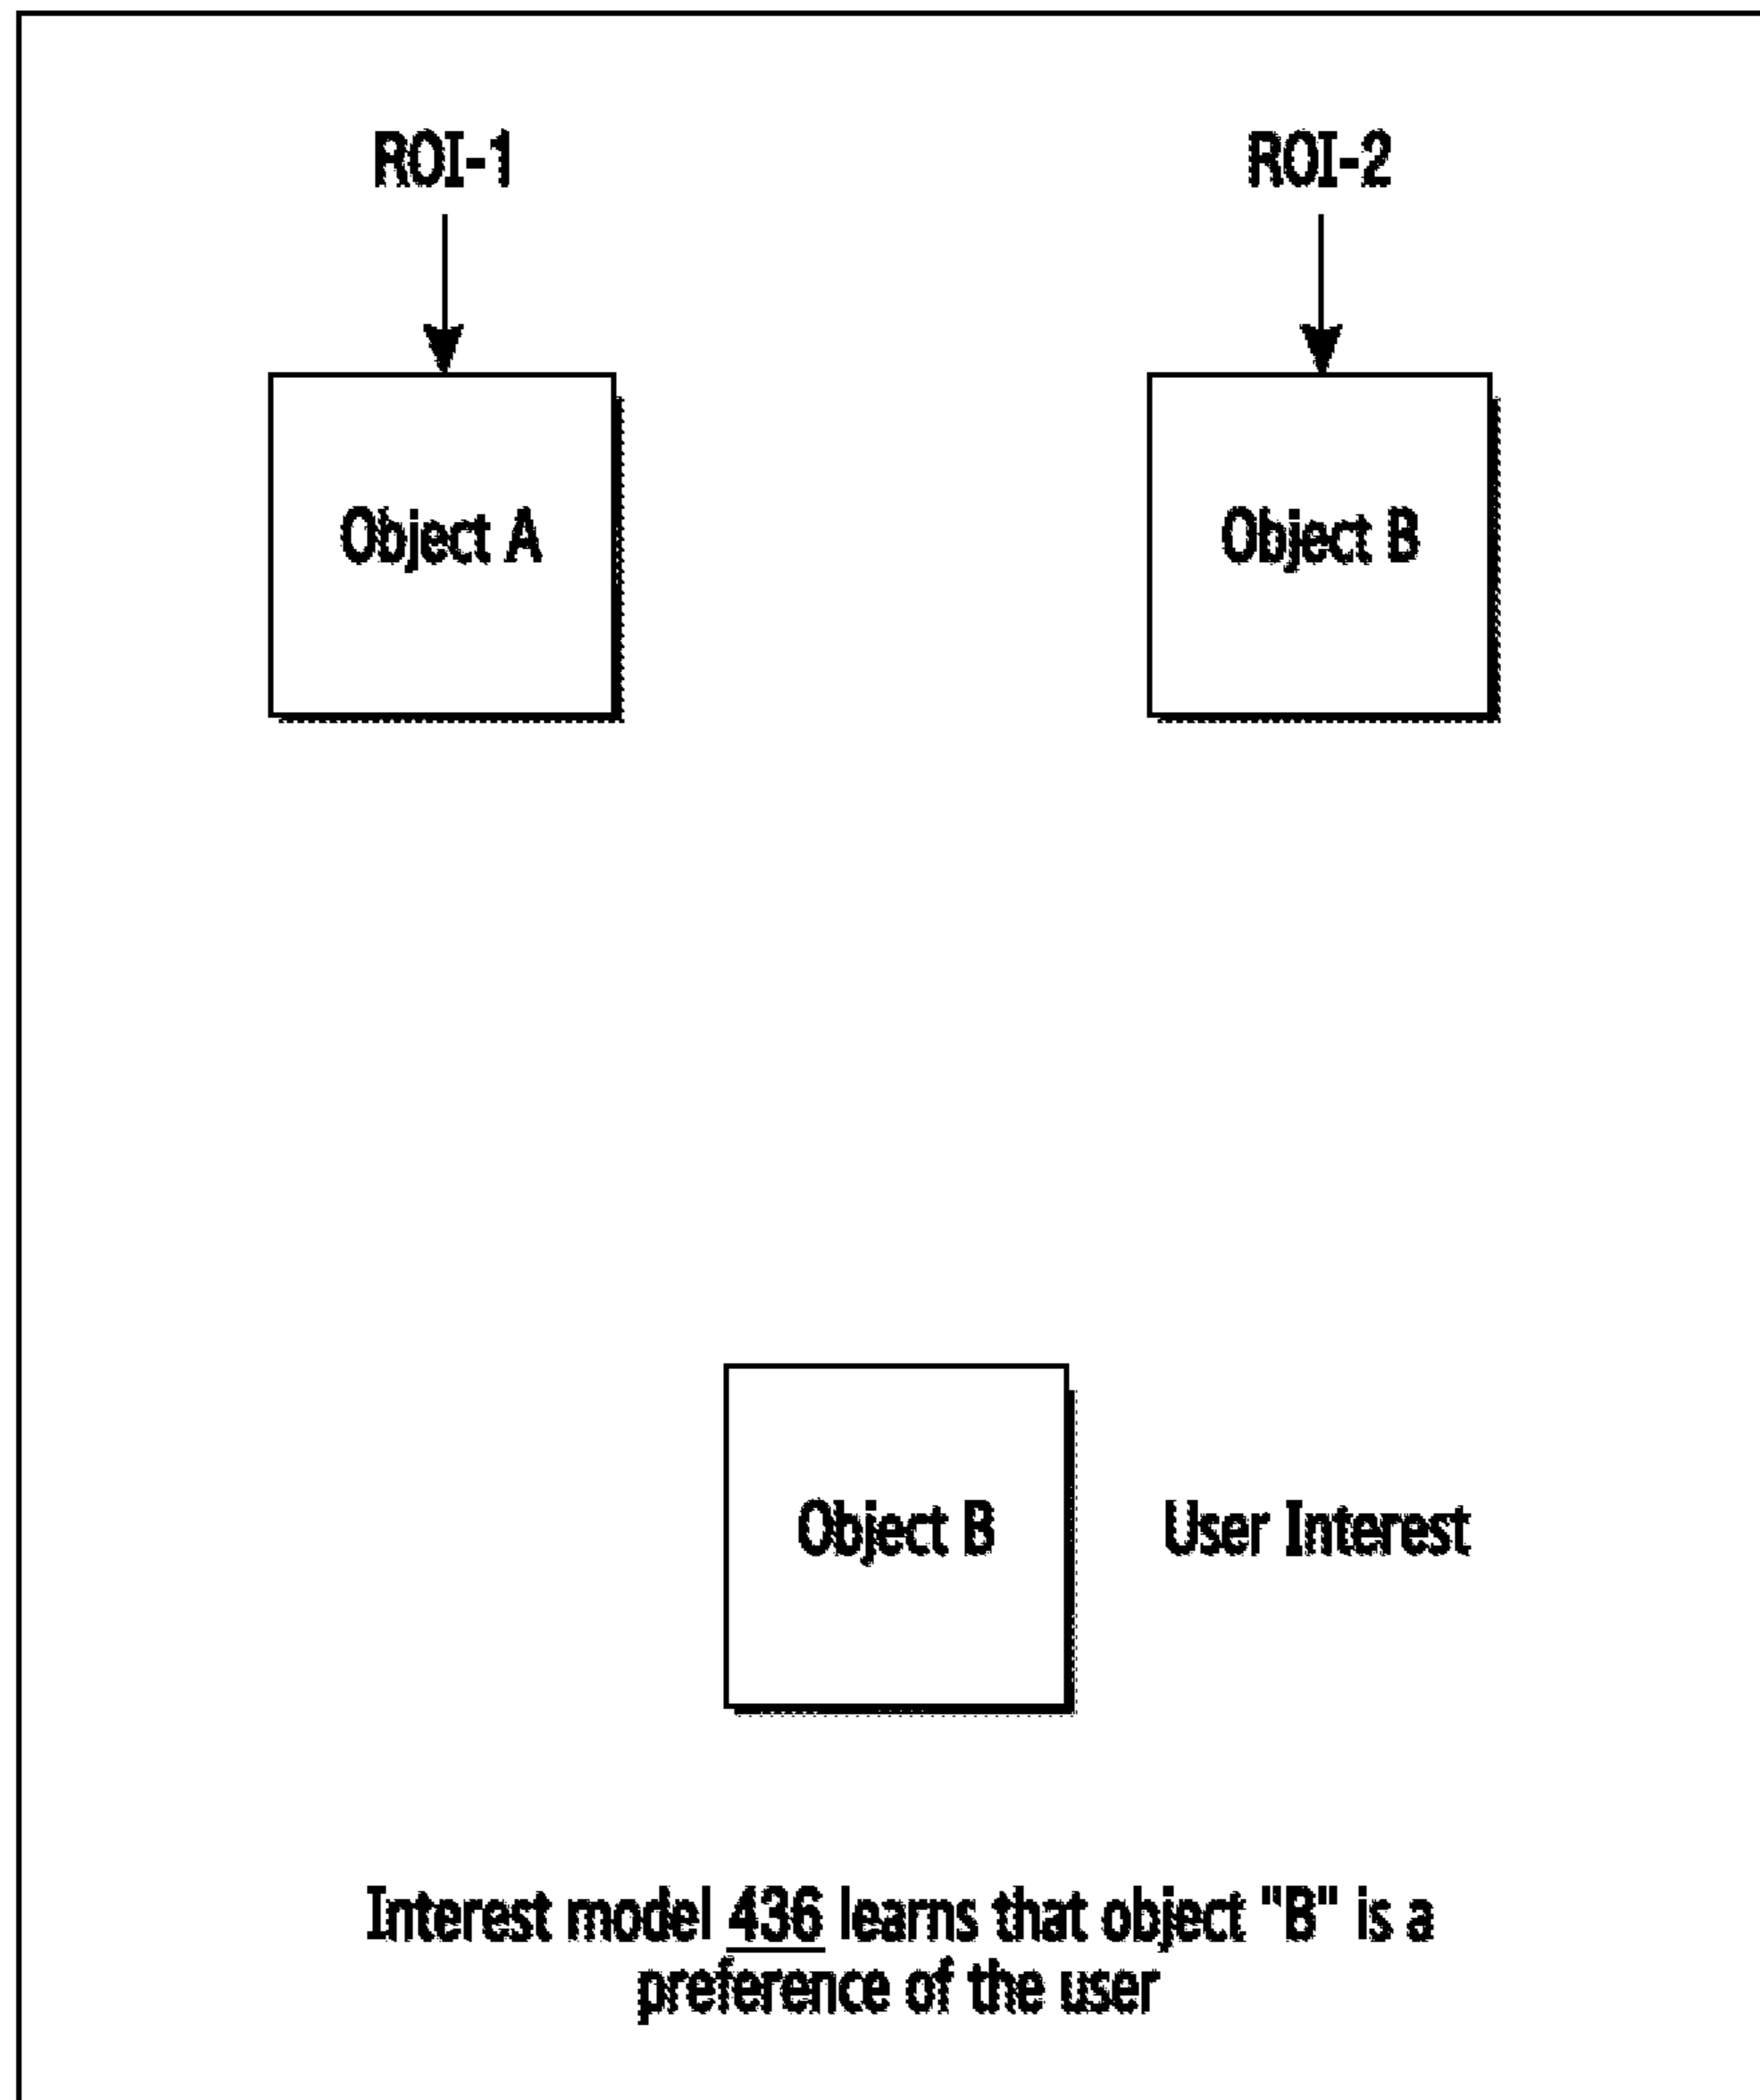 ROI-1
ROI-2
Object A
Object B
Object B
User Interest
Interest model 436 learns that object "B" is a
preference of the user